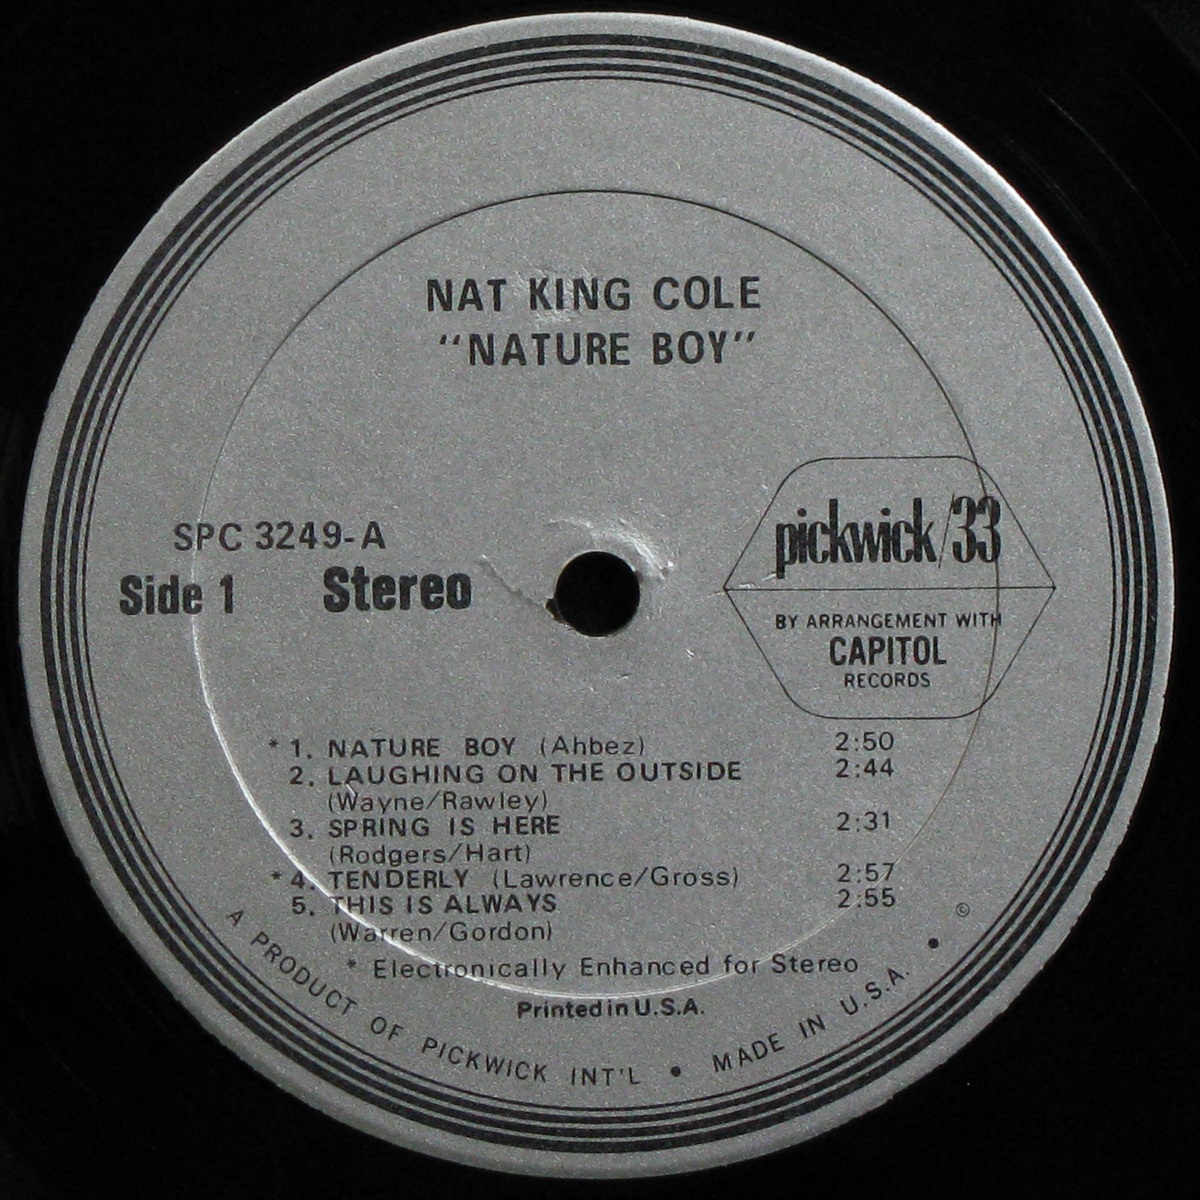 NAT KING COLE
"NATURE BOY"
SPC 3249-A
Side 1 Stereo
pickwick/33
BY ARRANGEMENT WITH
CAPITOL
RECORDS
* 1. NATURE BOY (Ahbez) 2:50
2. LAUGHING ON THE OUTSIDE 2:44
(Wayne/Rawley)
3. SPRING IS HERE 2:31
(Rodgers/Hart)
* 4. TENDERLY (Lawrence/Gross) 2:57
5. THIS IS ALWAYS 2:55
(Warren/Gordon)
* Electronically Enhanced for Stereo
Printed in U.S.A.
A PRODUCT OF PICKWICK INT'L • MADE IN U.S.A. • ©